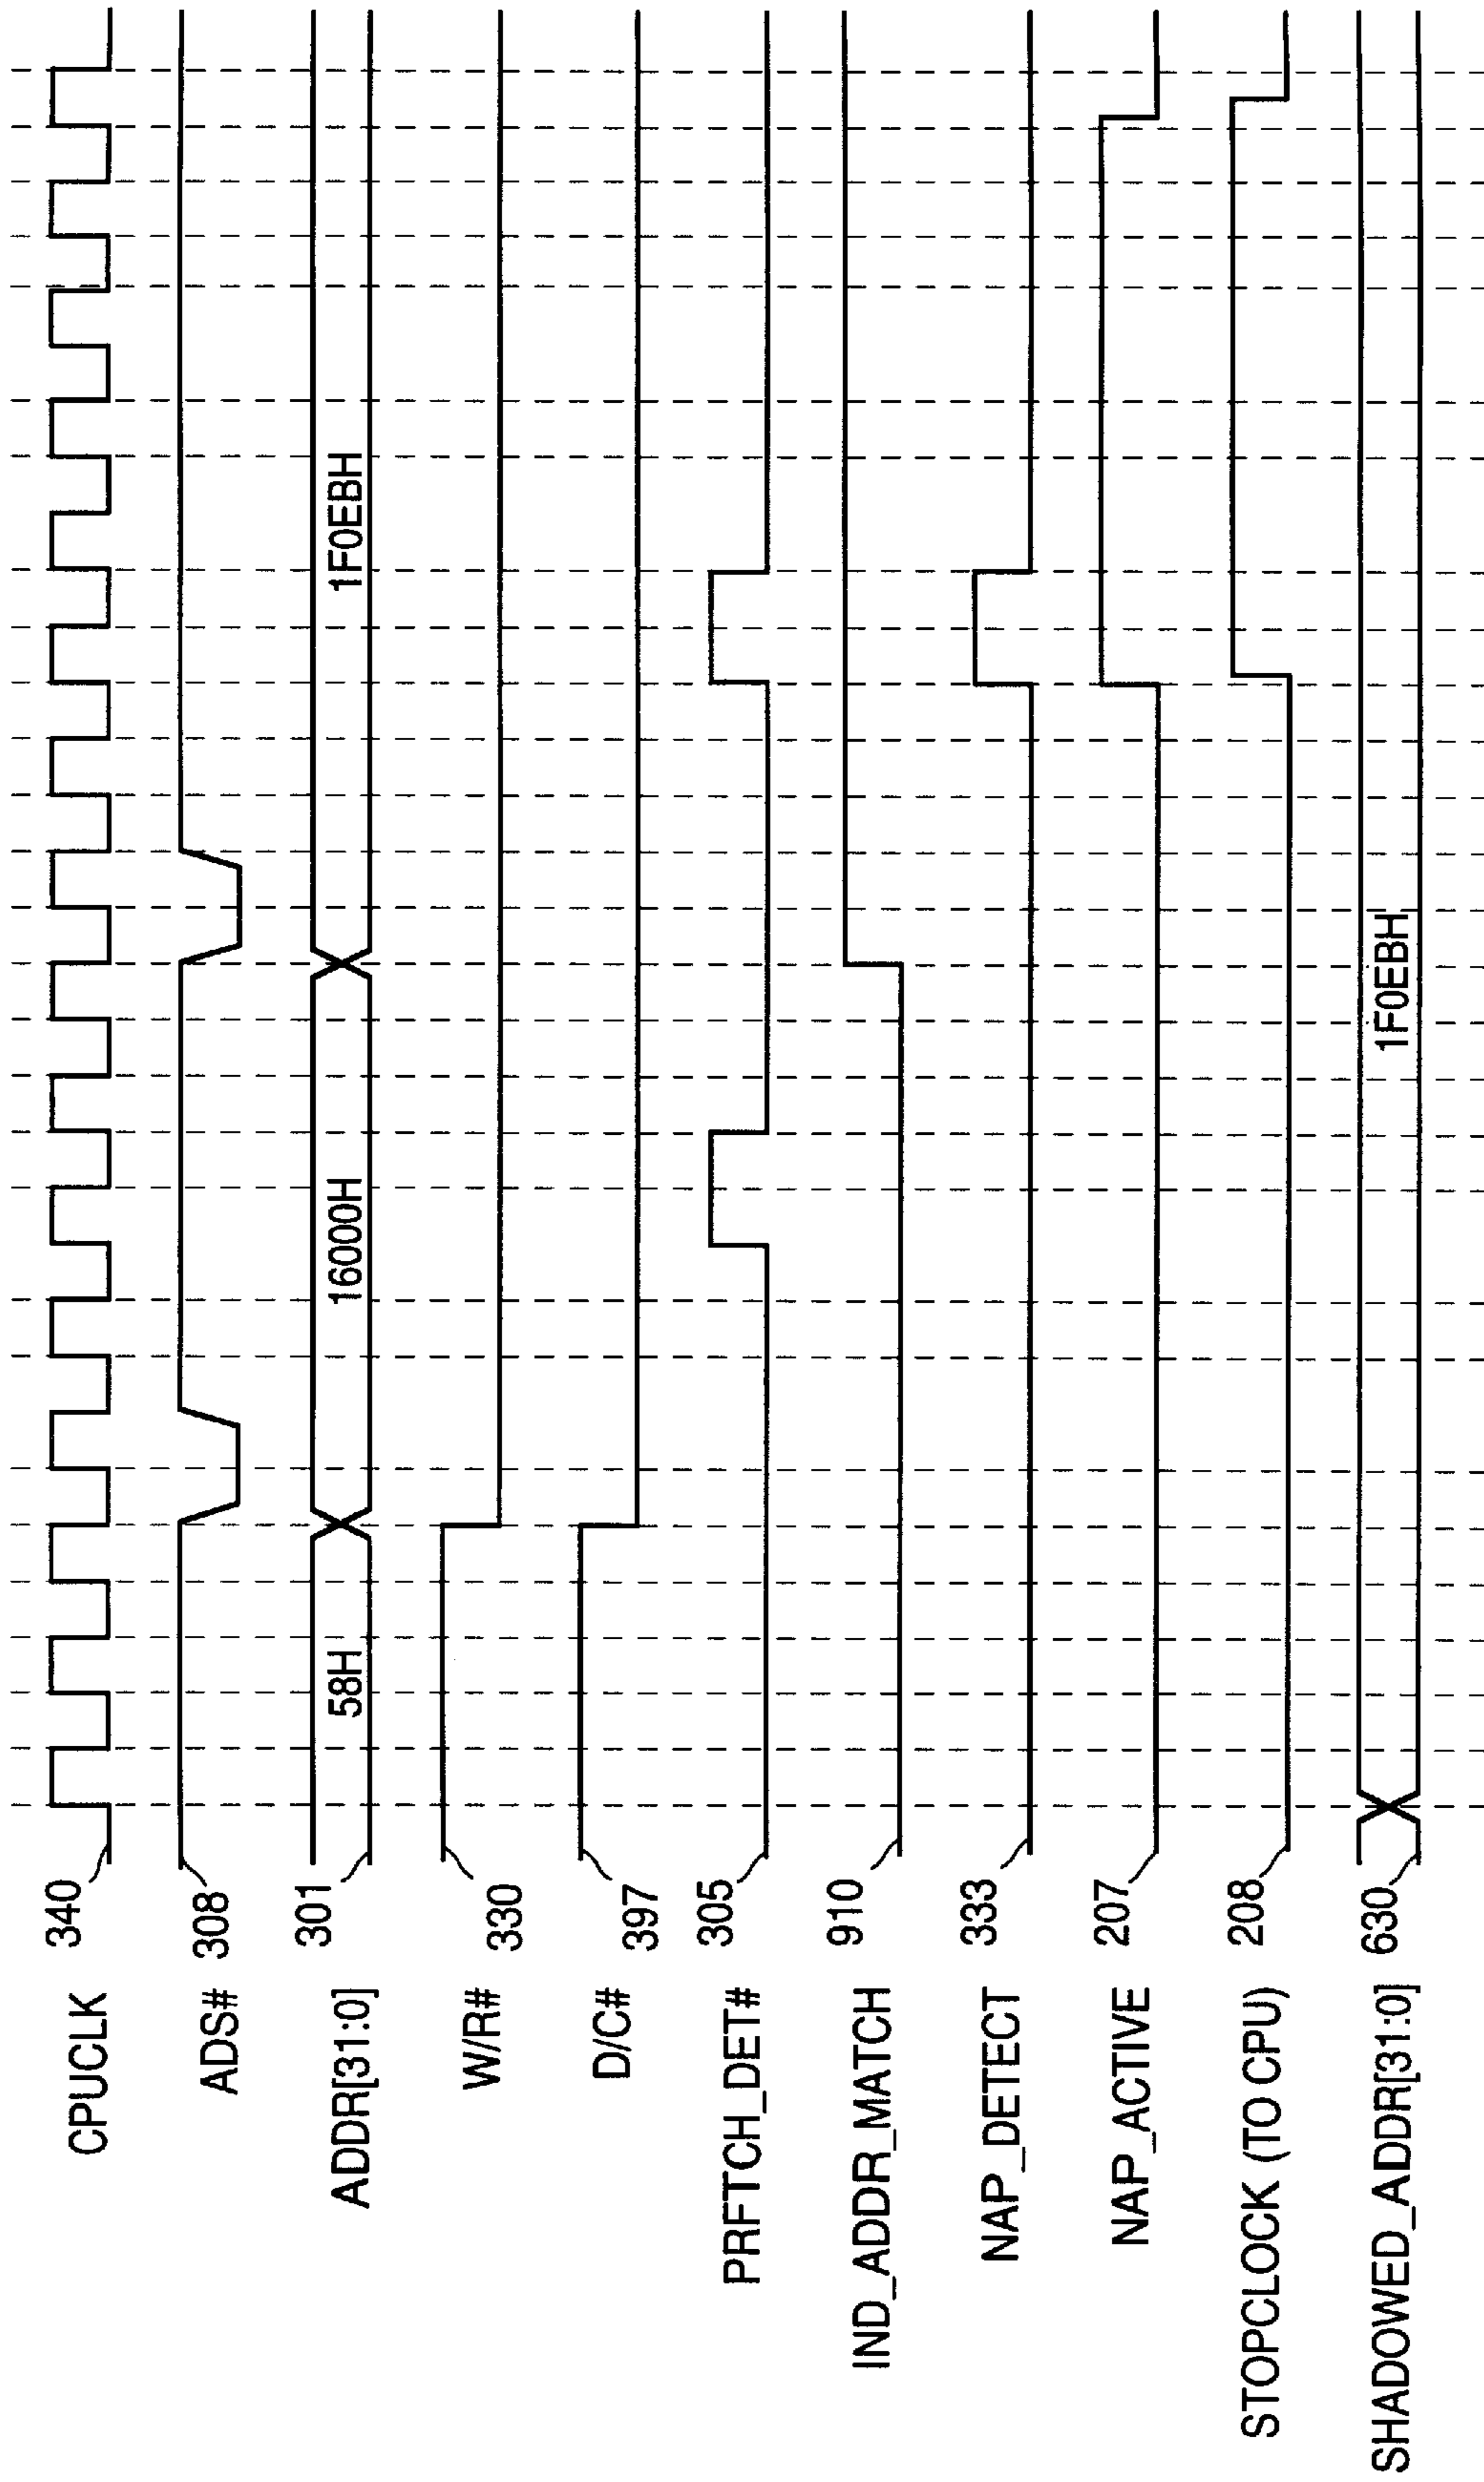 CPUCLK 340
ADS# 308
ADDR[31:0] 301 58H 16000H 1F0EBH
W/R# 330
D/C# 397
PRFTCH_DET# 305
IND_ADDR_MATCH 910
NAP_DETECT 333
NAP_ACTIVE 207
STOPCLOCK (TO CPU) 208
SHADOWED_ADDR[31:0] 630 1F0EBH